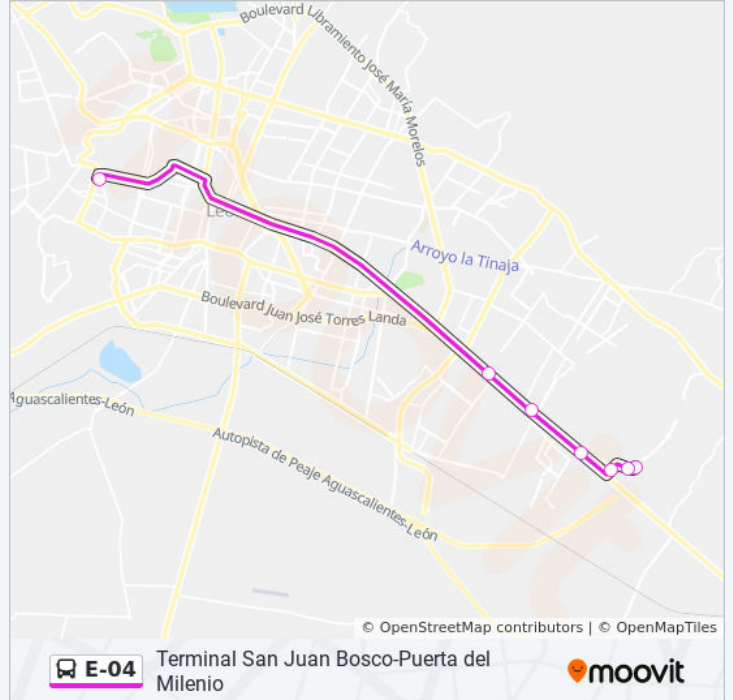 Boulevard Libramiento José María Morelos
Leó
Arroyo la Tinaja
Boulevard Juan José Torres Landa
Aguascalientes-León
Autopista de Peaje Aguascalientes-León
© OpenStreetMap contributors | © OpenMapTiles
E-04
Terminal San Juan Bosco-Puerta del
Milenio
moovit